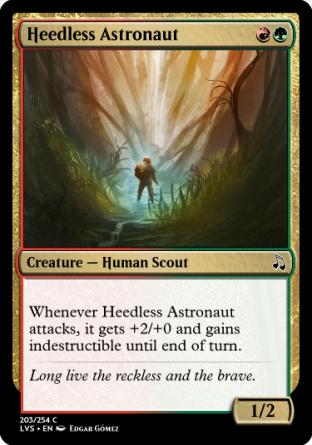 Heedless Astronaut
Creature — Human Scout
Whenever Heedless Astronaut
attacks, it gets +2/+0 and gains
indestructible until end of turn.
Long live the reckless and the brave.
1/2
203/254 C
LVS • EN Edgar Gómez